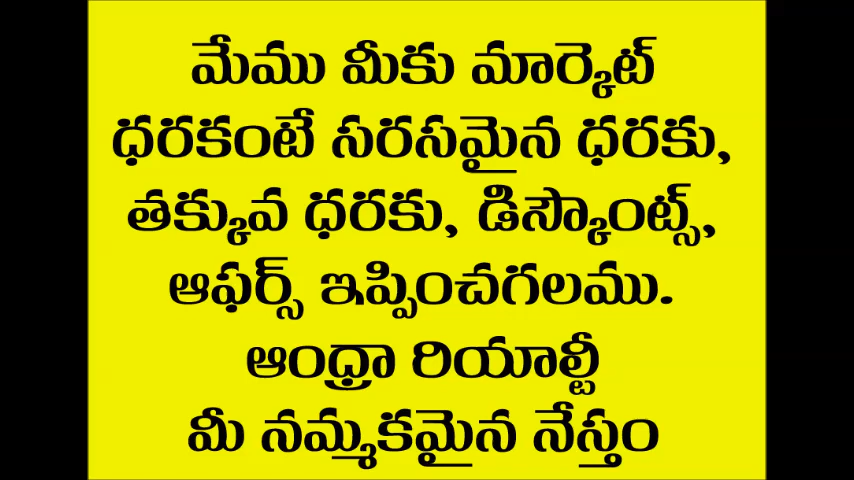 మేము మీకు మార్కెట్
ధరకంటే సరసమైన ధరకు,
తక్కువ ధరకు, డిస్కౌంట్స్,
ఆఫర్స్ ఇప్పించగలము.
ఆంధ్రా రియాల్టీ
మీ నమ్మకమైన నేస్తం